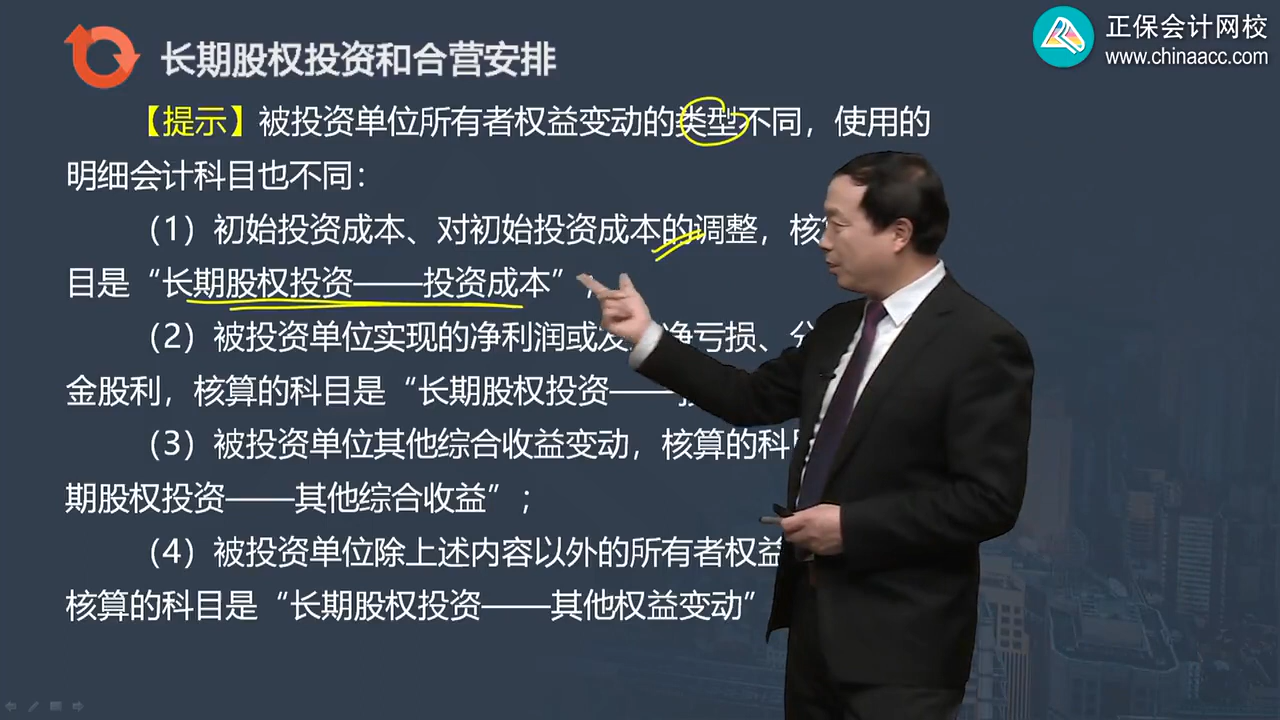 长期股权投资和合营安排
正保会计网校
www.chinaacc.com
【提示】被投资单位所有者权益变动的类型不同，使用的
明细会计科目也不同：
（1）初始投资成本、对初始投资成本的调整，核
目是“长期股权投资——投资成本”；
（2）被投资单位实现的净利润或发 净亏损、分
金股利，核算的科目是“长期股权投资——
（3）被投资单位其他综合收益变动，核算的科
期股权投资——其他综合收益”；
（4）被投资单位除上述内容以外的所有者权益
核算的科目是“长期股权投资——其他权益变动”